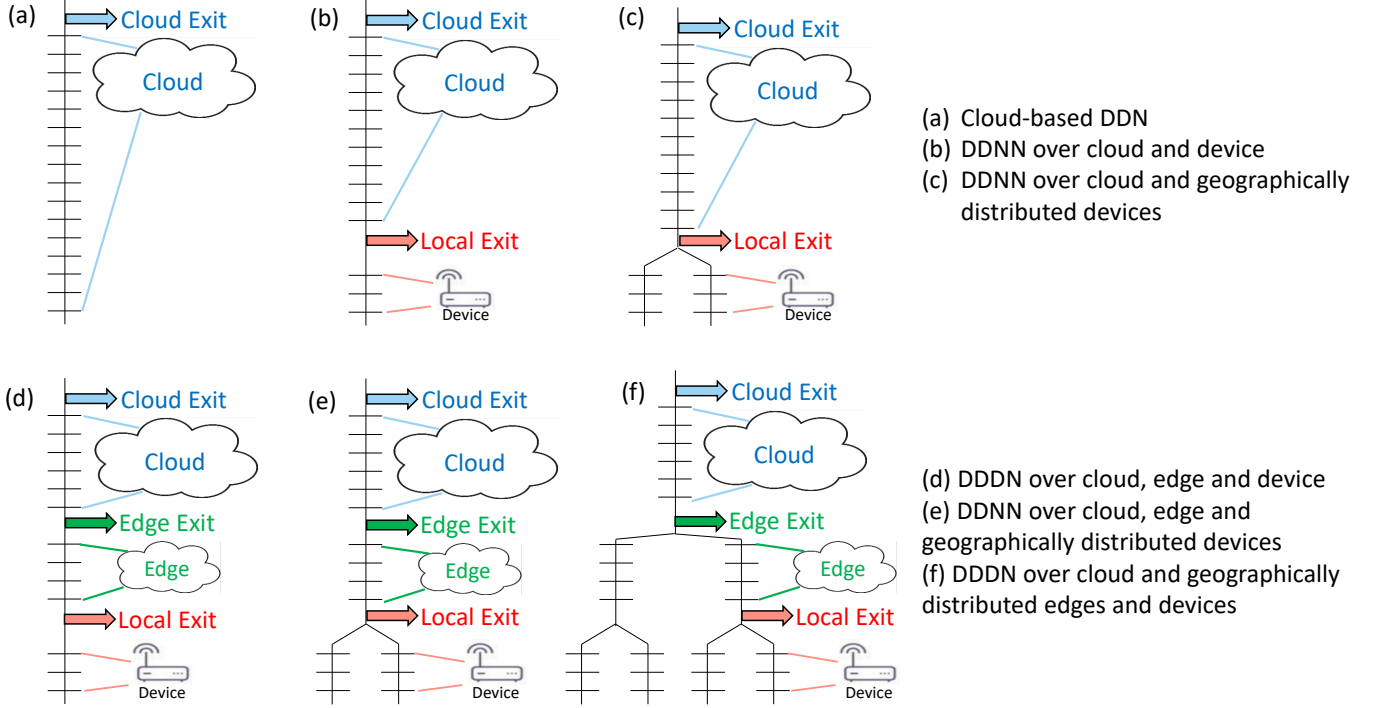 (a)
Cloud Exit
Cloud
(b)
Cloud Exit
Cloud
Local Exit
Device
(c)
Cloud Exit
Cloud
Local Exit
Device
(a) Cloud-based DDN
(b) DDNN over cloud and device
(c) DDNN over cloud and geographically
distributed devices
(d)
Cloud Exit
Cloud
Edge Exit
Edge
Local Exit
Device
(e)
Cloud Exit
Cloud
Edge Exit
Edge
Local Exit
Device
(f)
Cloud Exit
Cloud
Edge Exit
Edge
Local Exit
Device
(d) DDDN over cloud, edge and device
(e) DDNN over cloud, edge and
geographically distributed devices
(f) DDDN over cloud and geographically
distributed edges and devices